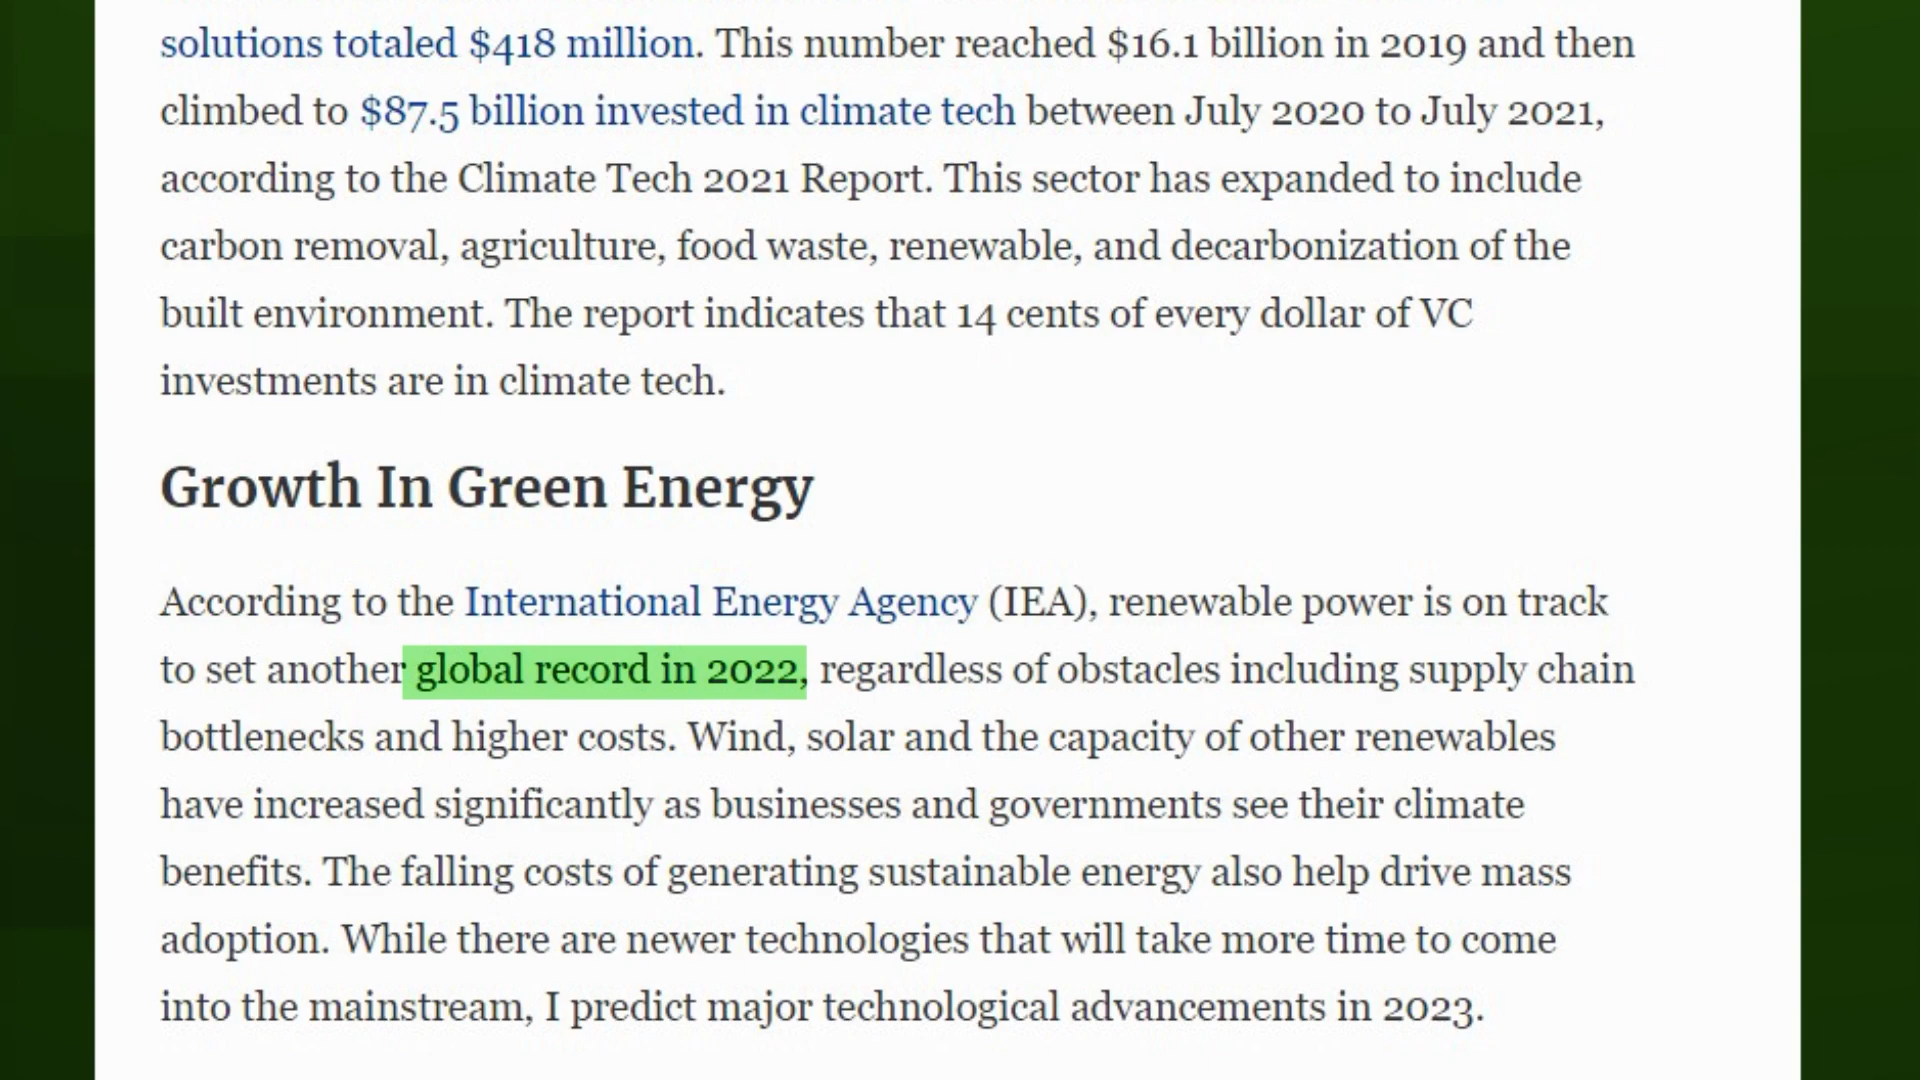 solutions totaled $418 million. This number reached $16.1 billion in 2019 and then
climbed to $87.5 billion invested in climate tech between July 2020 to July 2021,
according to the Climate Tech 2021 Report. This sector has expanded to include
carbon removal, agriculture, food waste, renewable, and decarbonization of the
built environment. The report indicates that 14 cents of every dollar of VC
investments are in climate tech.
Growth In Green Energy
According to the International Energy Agency (IEA), renewable power is on track
to set another global record in 2022, regardless of obstacles including supply chain
bottlenecks and higher costs. Wind, solar and the capacity of other renewables
have increased significantly as businesses and governments see their climate
benefits. The falling costs of generating sustainable energy also help drive mass
adoption. While there are newer technologies that will take more time to come
into the mainstream, I predict major technological advancements in 2023.